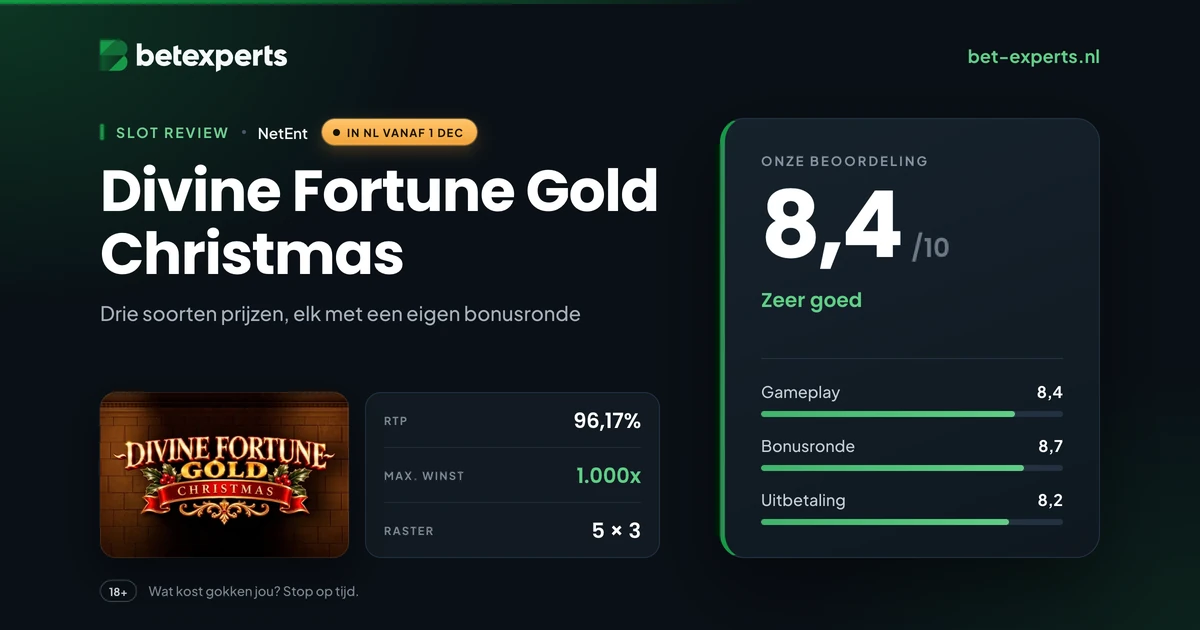 betexperts
bet-experts.nl
SLOT REVIEW • NetEnt • IN NL VANAF 1 DEC
Divine Fortune Gold
Christmas
Drie soorten prijzen, elk met een eigen bonusronde
DIVINE FORTUNE
GOLD
CHRISTMAS
RTP 96,17%
MAX. WINST 1.000x
RASTER 5 × 3
ONZE BEOORDELING
8,4 /10
Zeer goed
Gameplay 8,4
Bonusronde 8,7
Uitbetaling 8,2
18+ Wat kost gokken jou? Stop op tijd.